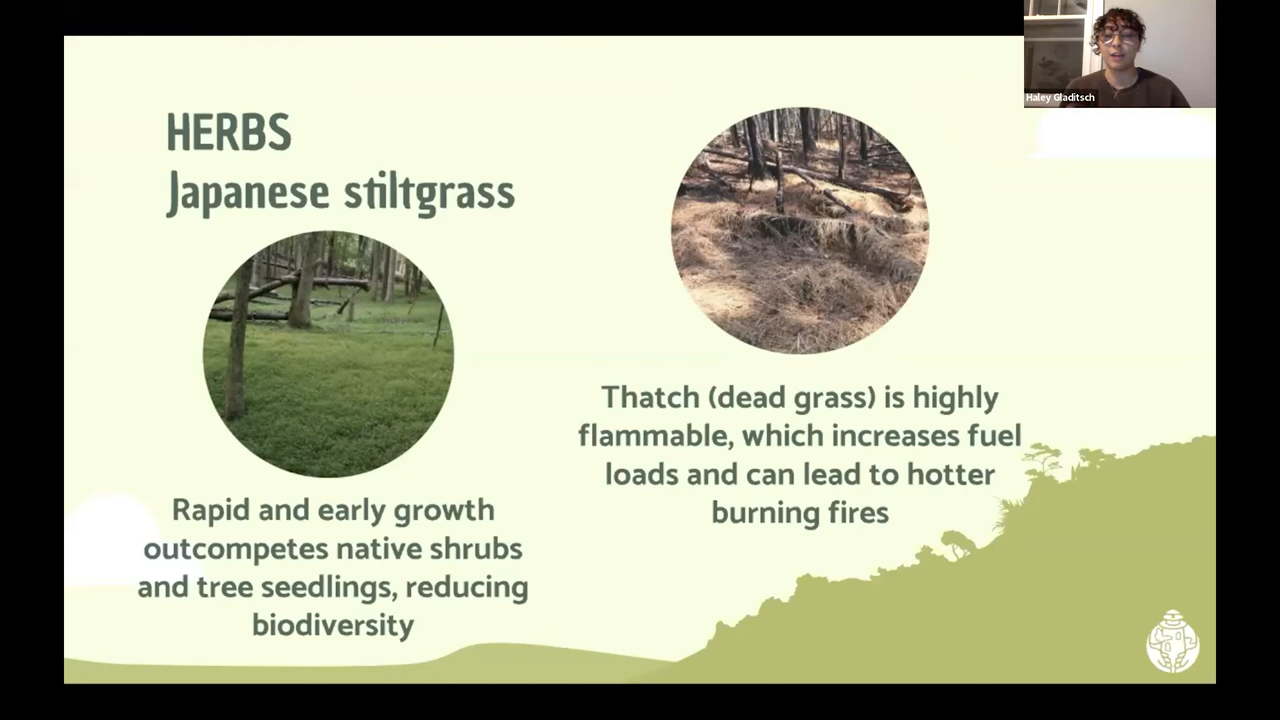 Haley Gladitsch
HERBS
Japanese stiltgrass
Rapid and early growth
outcompetes native shrubs
and tree seedlings, reducing
biodiversity
Thatch (dead grass) is highly
flammable, which increases fuel
loads and can lead to hotter
burning fires